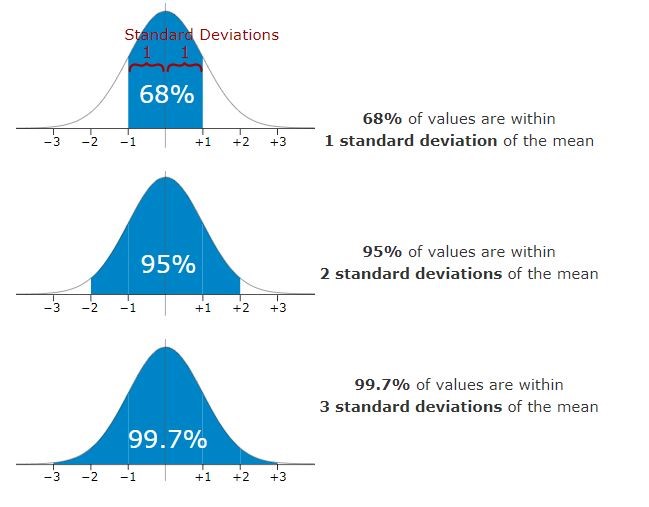 Standard Deviations
1 1
68%
−3 −2 −1 +1 +2 +3
68% of values are within
1 standard deviation of the mean
95%
−3 −2 −1 +1 +2 +3
95% of values are within
2 standard deviations of the mean
99.7%
−3 −2 −1 +1 +2 +3
99.7% of values are within
3 standard deviations of the mean